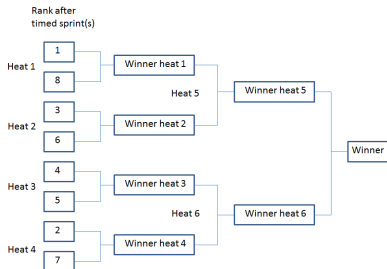 Rank after
timed sprint(s)
1
Heat 1
8
Winner heat 1
Heat 5
3
Heat 2
6
Winner heat 2
Winner heat 5
Winner
4
Heat 3
5
Winner heat 3
Heat 6
2
Heat 4
7
Winner heat 4
Winner heat 6